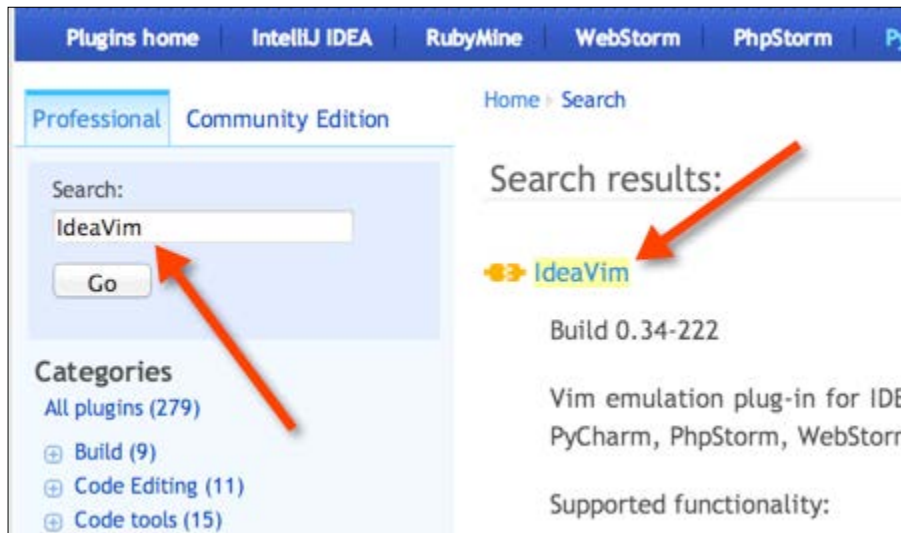 Plugins home IntelliJ IDEA RubyMine WebStorm PhpStorm
Professional Community Edition
Search:
IdeaVim
Go
Categories
All plugins (279)
Build (9)
Code Editing (11)
Code tools (15)
Home Search
Search results:
IdeaVim
Build 0.34-222
Vim emulation plug-in for
PyCharm, PhpStorm,
Supported functionality: